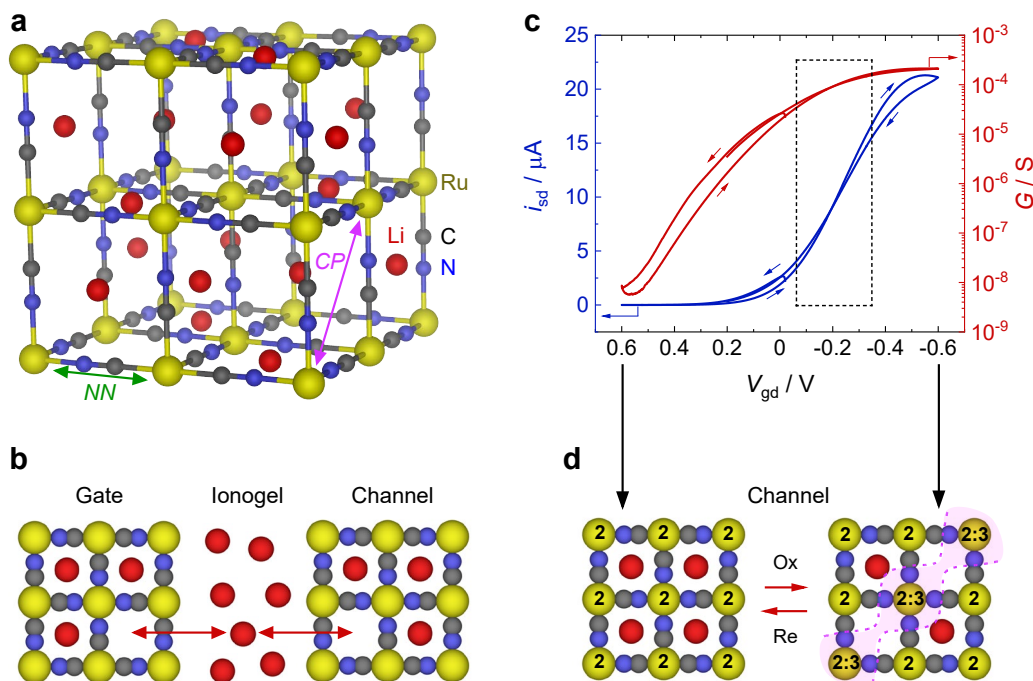 a
Ru
Li
C
N
CP
NN
b
Gate Ionogel Channel
c
25
20
15
10
5
0
i_sd / µA
10⁻³
10⁻⁴
10⁻⁵
10⁻⁶
10⁻⁷
10⁻⁸
10⁻⁹
G / S
0.6 0.4 0.2 0 -0.2 -0.4 -0.6
V_gd / V
d
Channel
2 2 2
2 2 2
2 2 2
Ox
Re
2 2 2:3
2 2:3 2
2:3 2 2